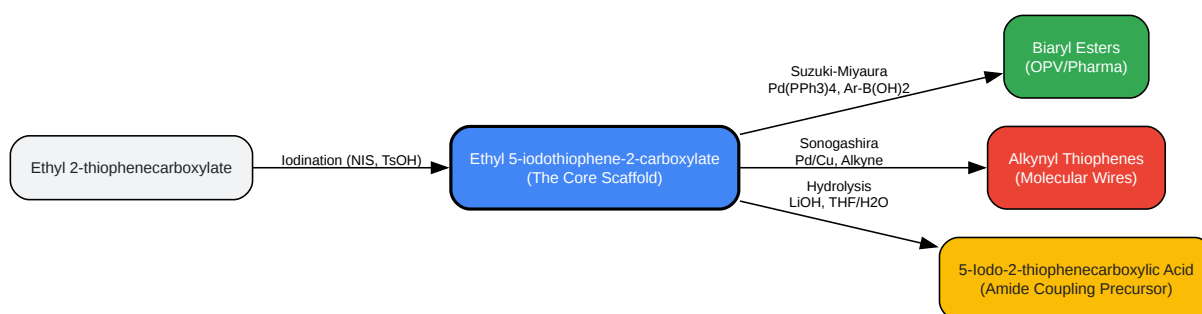 Ethyl 2-thiophenecarboxylate
Iodination (NIS, TsOH)
Ethyl 5-iodothiophene-2-carboxylate
(The Core Scaffold)
Suzuki-Miyaura
Pd(PPh3)4, Ar-B(OH)2
Biaryl Esters
(OPV/Pharma)
Sonogashira
Pd/Cu, Alkyne
Alkynyl Thiophenes
(Molecular Wires)
Hydrolysis
LiOH, THF/H2O
5-Iodo-2-thiophenecarboxylic Acid
(Amide Coupling Precursor)